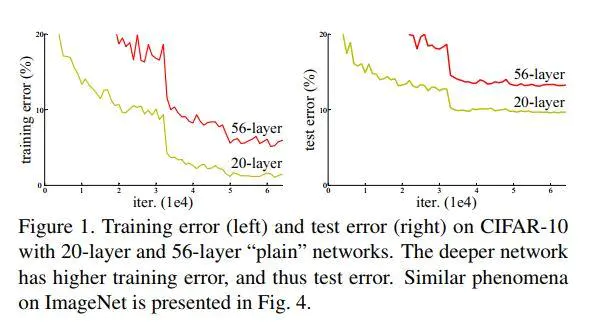 20
10
0
training error (%)
56-layer
20-layer
0 1 2 3 4 5 6
iter. (1e4)
20
10
0
test error (%)
56-layer
20-layer
0 1 2 3 4 5 6
iter. (1e4)
Figure 1. Training error (left) and test error (right) on CIFAR-10
with 20-layer and 56-layer “plain” networks. The deeper network
has higher training error, and thus test error. Similar phenomena
on ImageNet is presented in Fig. 4.